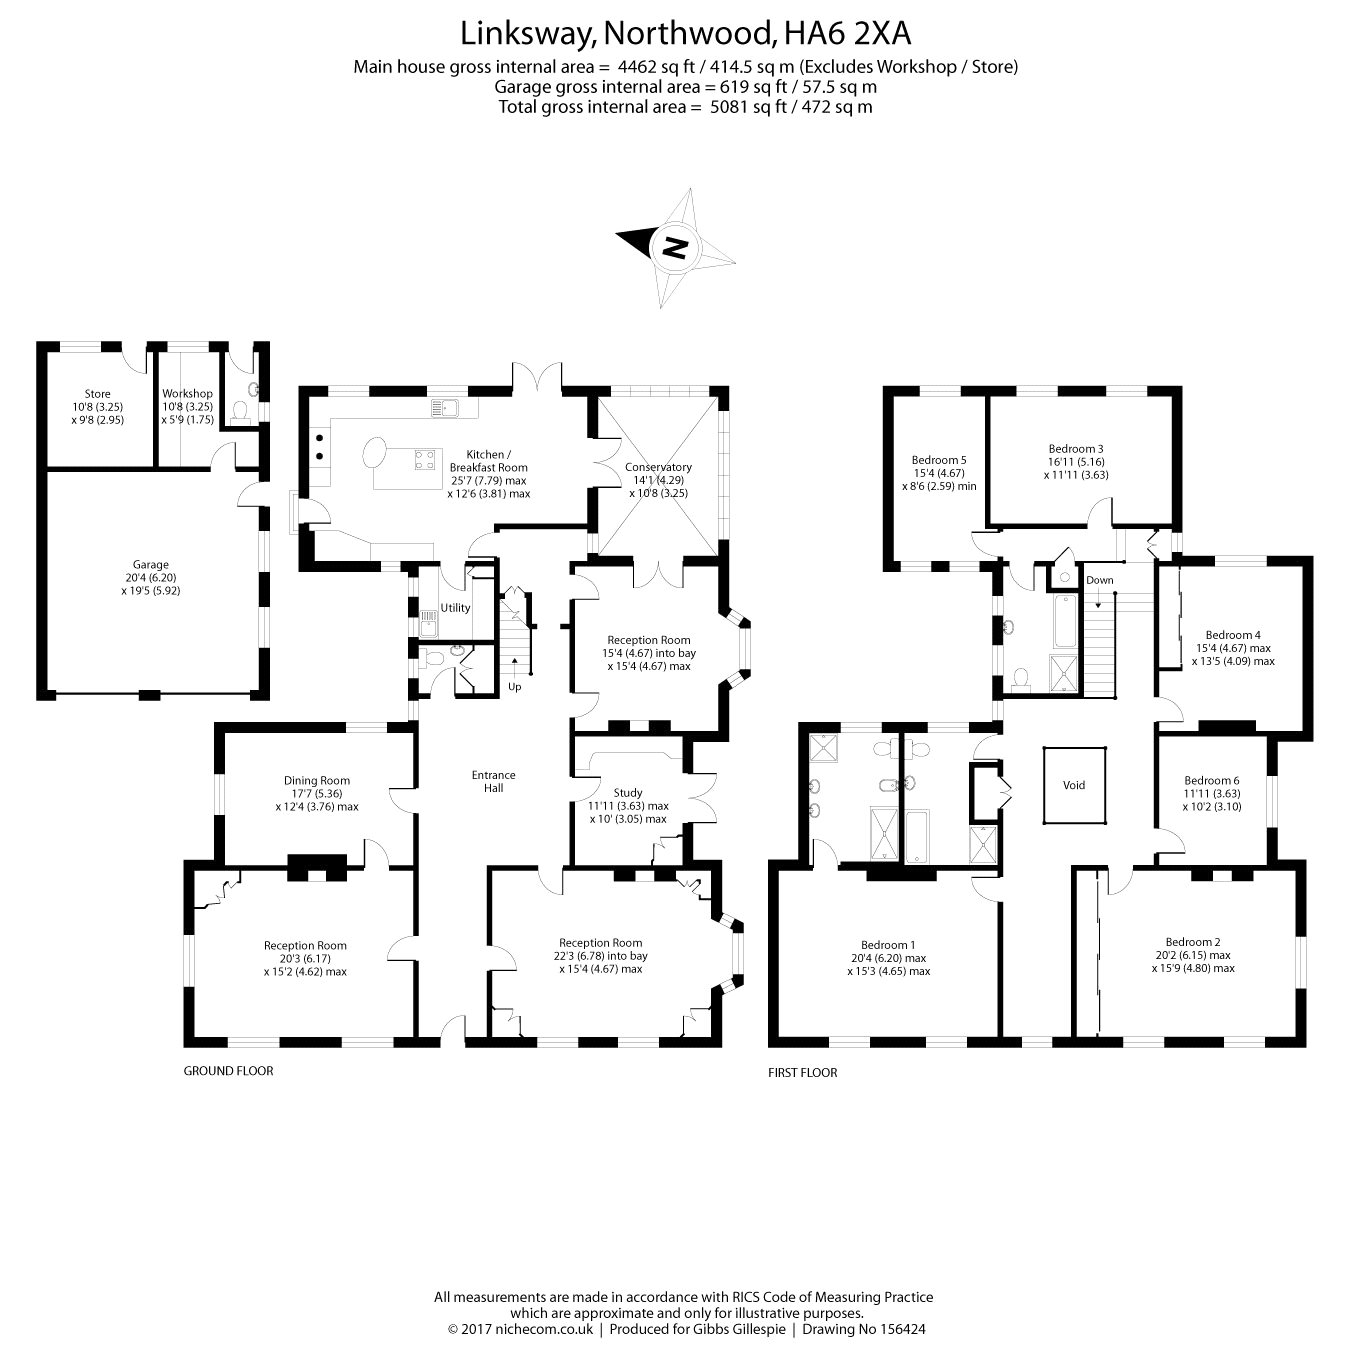 Linksway, Northwood, HA6 2XA
Main house gross internal area =  4462 sq ft / 414.5 sq m (Excludes Workshop / Store)
Garage gross internal area = 619 sq ft / 57.5 sq m
Total gross internal area =  5081 sq ft / 472 sq m
N
Store
10'8 (3.25)
x 9'8 (2.95)
Workshop
10'8 (3.25)
x 5'9 (1.75)
Garage
20'4 (6.20)
x 19'5 (5.92)
Kitchen /
Breakfast Room
25'7 (7.79) max
x 12'6 (3.81) max
Conservatory
14'1 (4.29)
x 10'8 (3.25)
Utility
Up
Reception Room
15'4 (4.67) into bay
x 15'4 (4.67) max
Dining Room
17'7 (5.36)
x 12'4 (3.76) max
Entrance
Hall
Study
11'11 (3.63) max
x 10' (3.05) max
Reception Room
20'3 (6.17)
x 15'2 (4.62) max
Reception Room
22'3 (6.78) into bay
x 15'4 (4.67) max
GROUND FLOOR
Bedroom 5
15'4 (4.67)
x 8'6 (2.59) min
Bedroom 3
16'11 (5.16)
x 11'11 (3.63)
Down
Bedroom 4
15'4 (4.67) max
x 13'5 (4.09) max
Void
Bedroom 6
11'11 (3.63)
x 10'2 (3.10)
Bedroom 1
20'4 (6.20) max
x 15'3 (4.65) max
Bedroom 2
20'2 (6.15) max
x 15'9 (4.80) max
FIRST FLOOR
All measurements are made in accordance with RICS Code of Measuring Practice
which are approximate and only for illustrative purposes.
© 2017 nichecom.co.uk  |  Produced for Gibbs Gillespie  |  Drawing No 156424